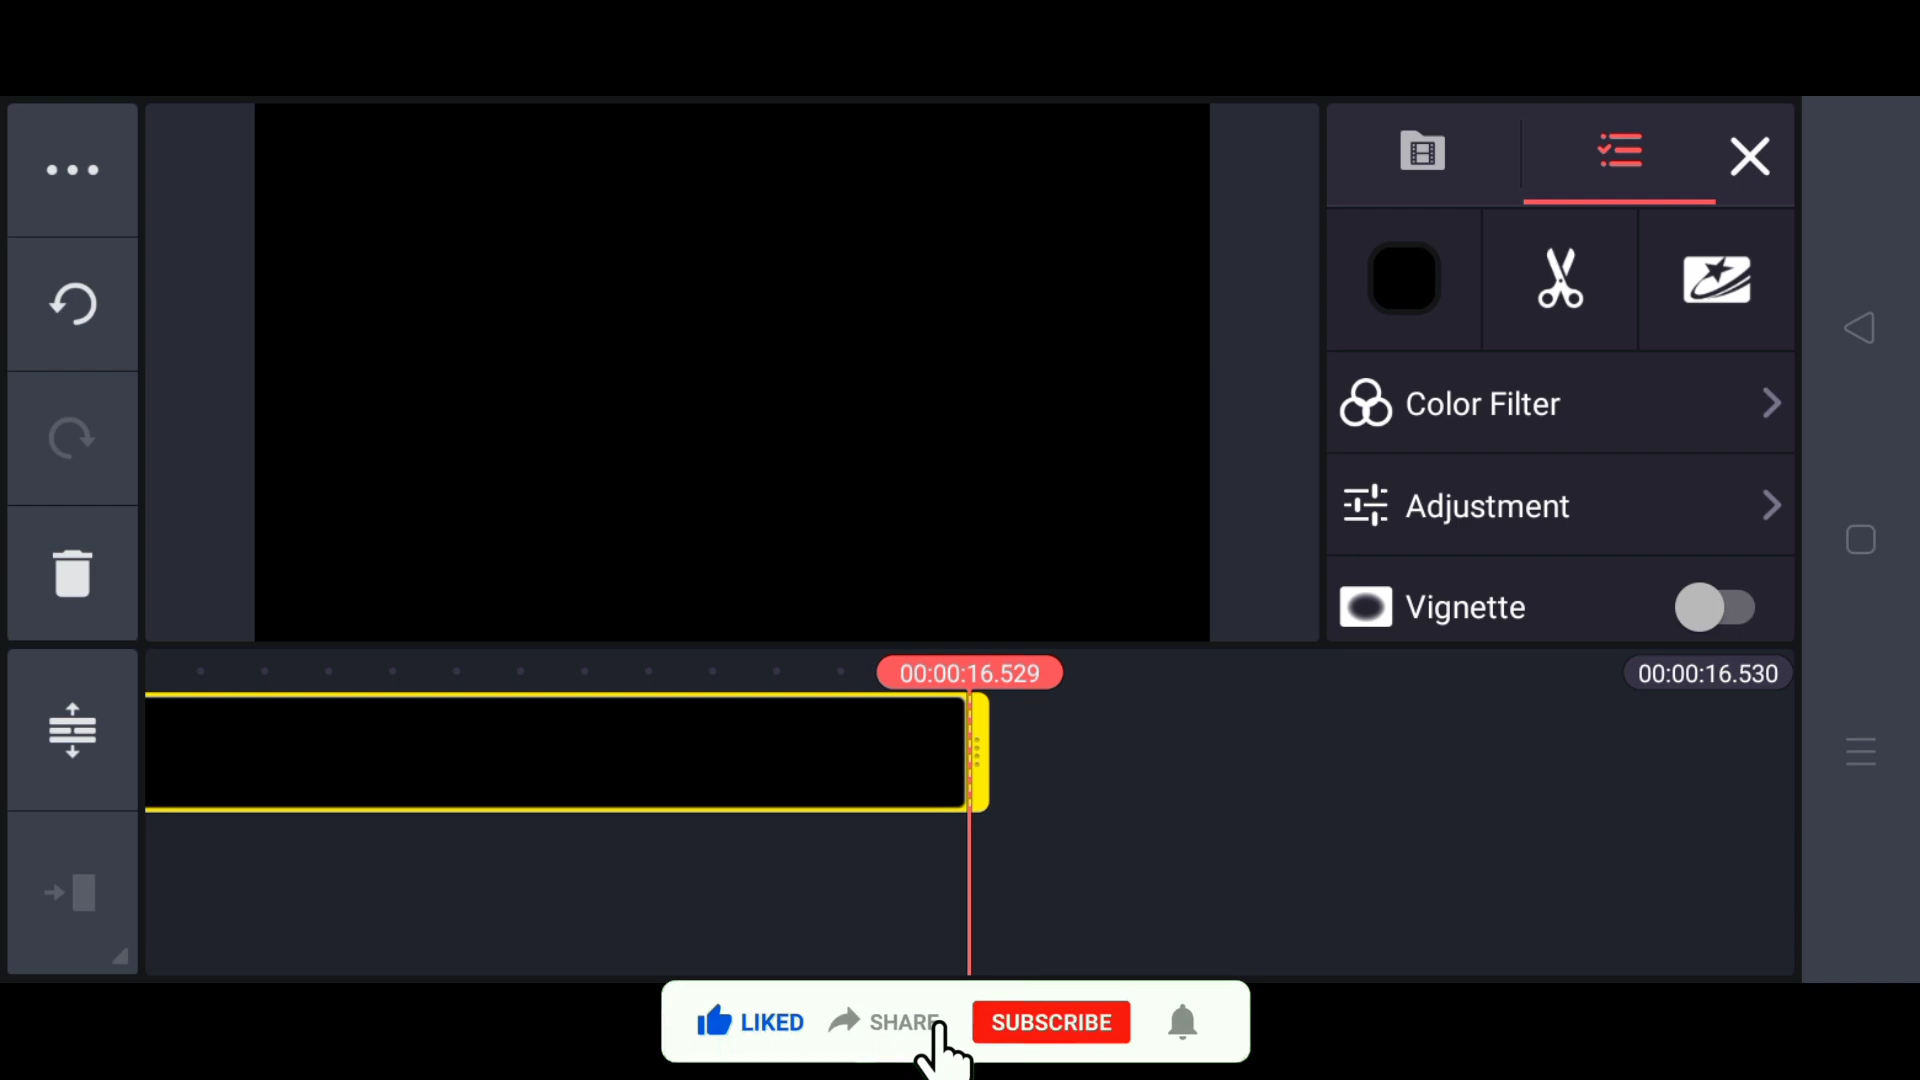 Color Filter
Adjustment
Vignette
00:00:16.529
00:00:16.530
LIKED SHARE SUBSCRIBE